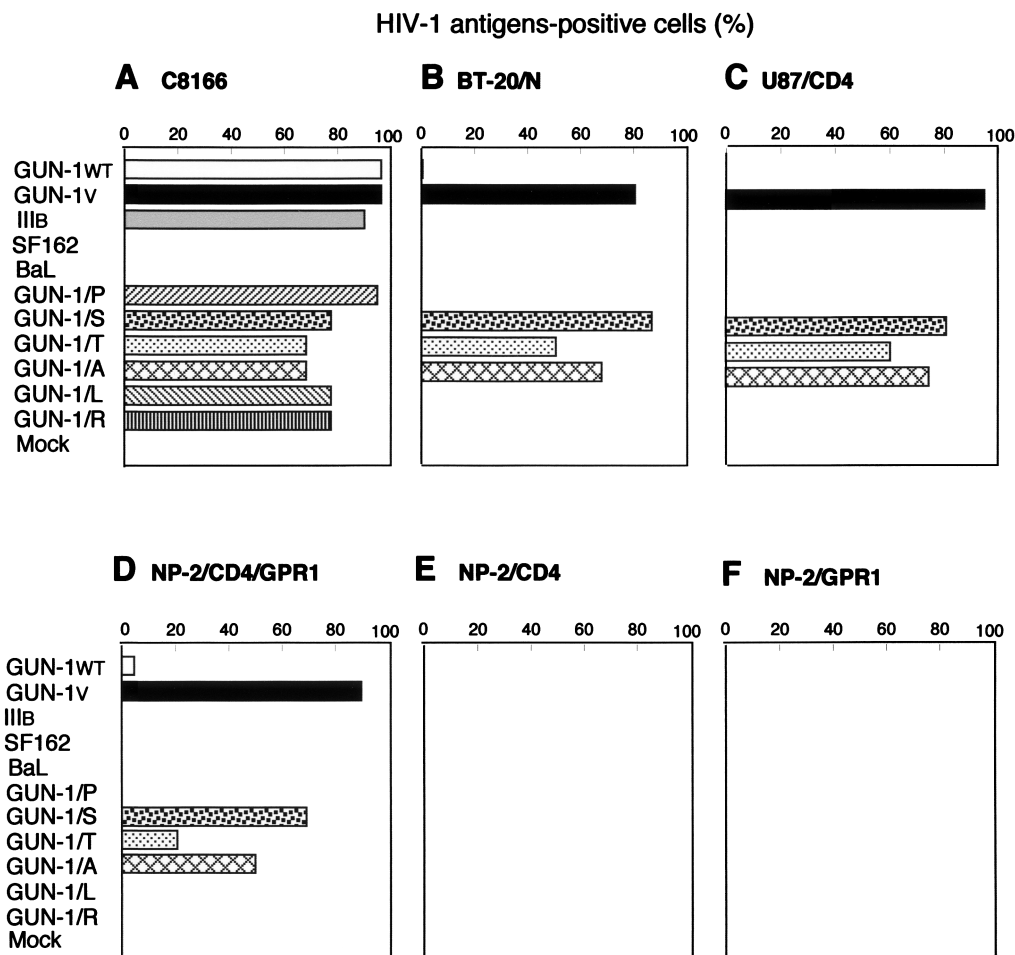 HIV-1 antigens-positive cells (%)
A C8166
B BT-20/N
C U87/CD4
0 20 40 60 80 100
0 20 40 60 80 100
0 20 40 60 80 100
GUN-1WT
GUN-1V
IIIB
SF162
BaL
GUN-1/P
GUN-1/S
GUN-1/T
GUN-1/A
GUN-1/L
GUN-1/R
Mock
D NP-2/CD4/GPR1
E NP-2/CD4
F NP-2/GPR1
0 20 40 60 80 100
0 20 40 60 80 100
0 20 40 60 80 100
GUN-1WT
GUN-1V
IIIB
SF162
BaL
GUN-1/P
GUN-1/S
GUN-1/T
GUN-1/A
GUN-1/L
GUN-1/R
Mock